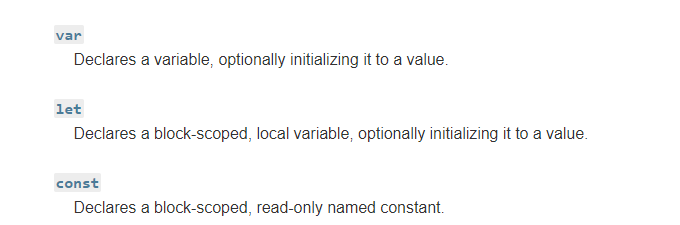 var
Declares a variable, optionally initializing it to a value.
let
Declares a block-scoped, local variable, optionally initializing it to a value.
const
Declares a block-scoped, read-only named constant.